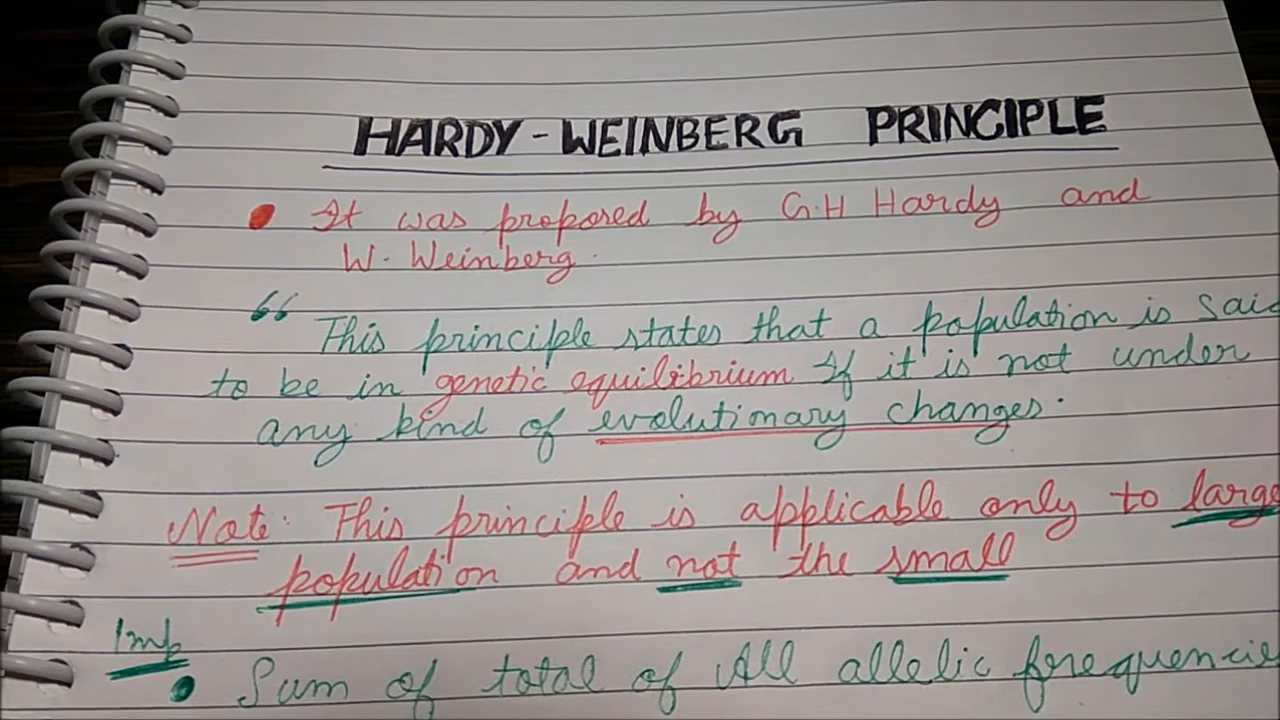 HARDY-WEINBERG PRINCIPLE
• It was proposed by G.H Hardy and
W. Weinberg.
“ This principle states that a population is said
to be in genetic equilibrium If it is not under
any kind of evolutionary changes.
Note: This principle is applicable only to large
population and not the small
Imp
• Sum of total of All allelic frequencie